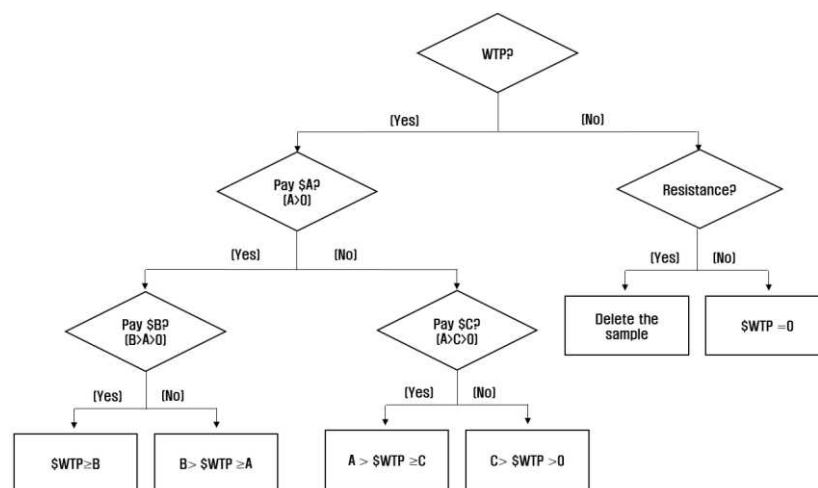 WTP?
(Yes)
(No)
Pay $A?
(A>0)
Resistance?
(Yes)
(No)
(Yes)
(No)
Pay $B?
(B>A>0)
Pay $C?
(A>C>0)
Delete the
sample
$WTP =0
(Yes)
(No)
(Yes)
(No)
$WTP≥B
B> $WTP ≥A
A > $WTP ≥C
C> $WTP >0